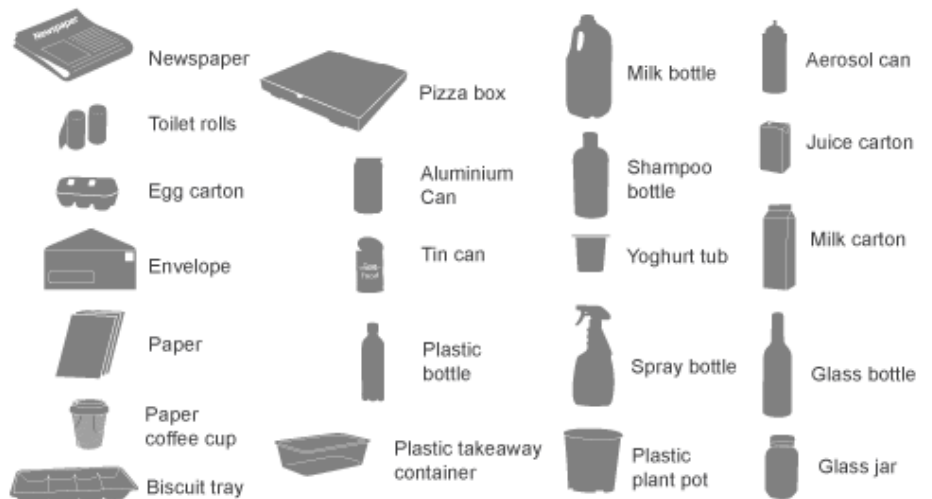 Newspaper
Newspaper
Toilet rolls
Egg carton
Envelope
Paper
Paper
coffee cup
Biscuit tray
Pizza box
Aluminium
Can
Tin can
Plastic
bottle
Plastic takeaway
container
Milk bottle
Shampoo
bottle
Yoghurt tub
Spray bottle
Plastic
plant pot
Aerosol can
Juice carton
Milk carton
Glass bottle
Glass jar